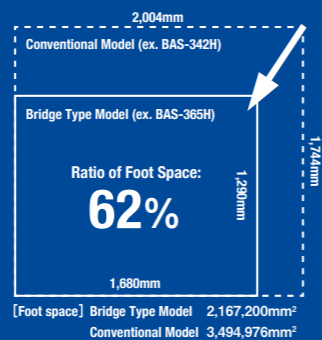 2,004mm
Conventional Model (ex. BAS-342H)
Bridge Type Model (ex. BAS-365H)
Ratio of Foot Space:
62%
1,290mm
1,744mm
1,680mm
[Foot space] Bridge Type Model 2,167,200mm²
Conventional Model 3,494,976mm²